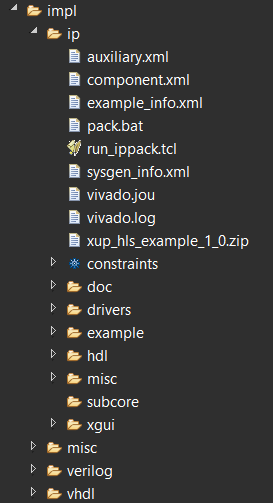 impl
ip
auxiliary.xml
component.xml
example_info.xml
pack.bat
run_ippack.tcl
sysgen_info.xml
vivado.jou
vivado.log
xup_hls_example_1_0.zip
constraints
doc
drivers
example
hdl
misc
subcore
xgui
misc
verilog
vhdl